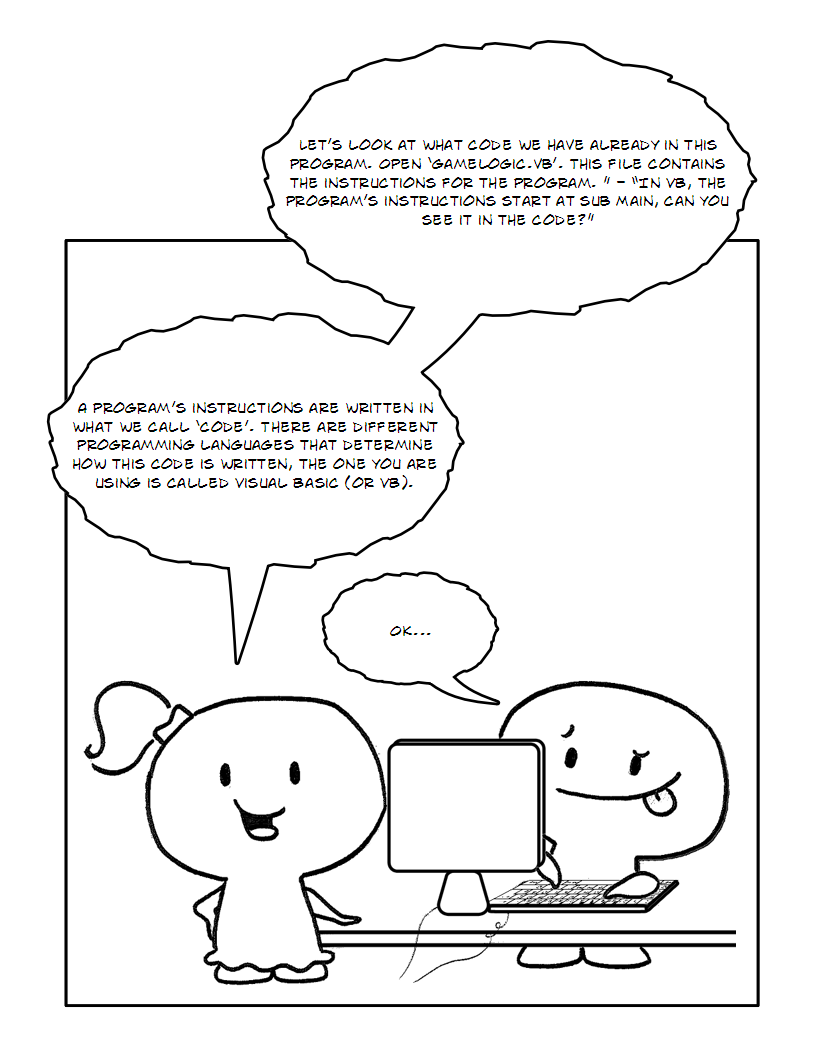 LET'S LOOK AT WHAT CODE WE HAVE ALREADY IN THIS
PROGRAM. OPEN 'GAMELOGIC.VB'. THIS FILE CONTAINS
THE INSTRUCTIONS FOR THE PROGRAM. " - "IN VB, THE
PROGRAM'S INSTRUCTIONS START AT SUB MAIN, CAN YOU
SEE IT IN THE CODE?"
A PROGRAM'S INSTRUCTIONS ARE WRITTEN IN
WHAT WE CALL 'CODE'. THERE ARE DIFFERENT
PROGRAMMING LANGUAGES THAT DETERMINE
HOW THIS CODE IS WRITTEN, THE ONE YOU ARE
USING IS CALLED VISUAL BASIC (OR VB).
OK...